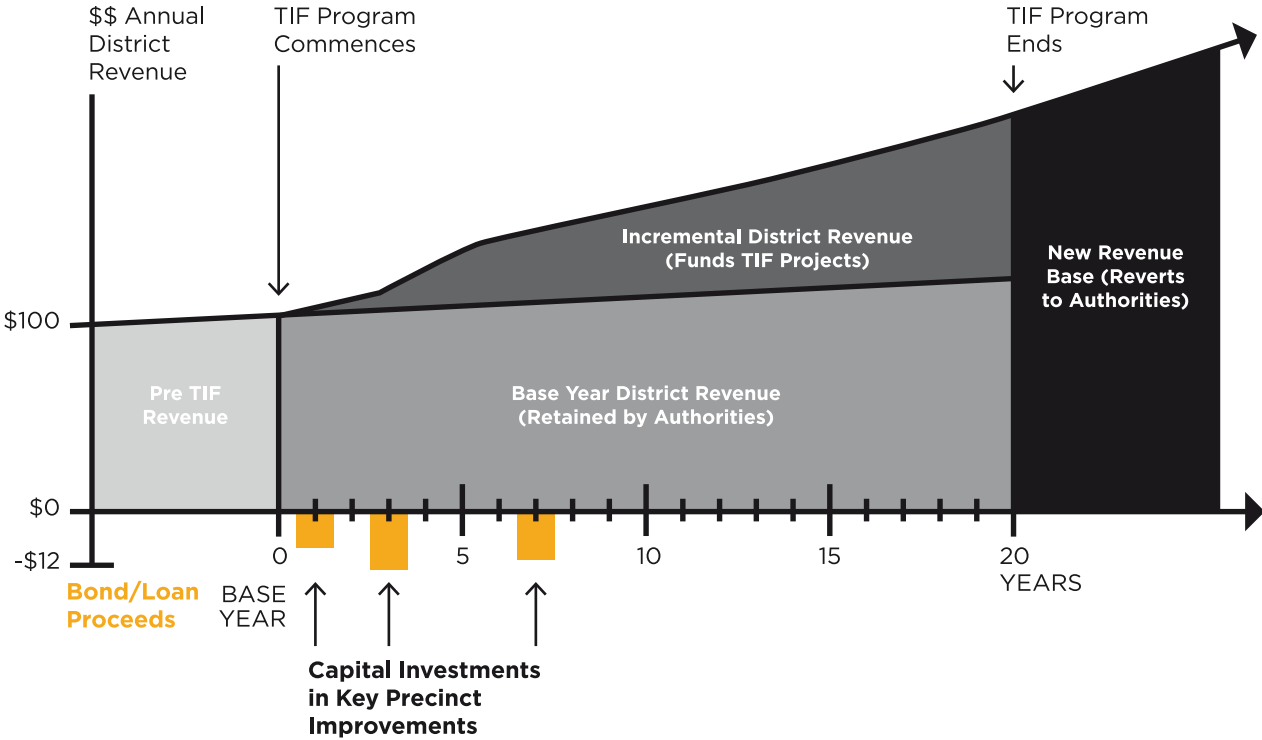 $$ Annual
District
Revenue
TIF Program
Commences
TIF Program
Ends
Incremental District Revenue
(Funds TIF Projects)
New Revenue
Base (Reverts
to Authorities)
$100
Pre TIF
Revenue
Base Year District Revenue
(Retained by Authorities)
$0
-$12
0
5
10
15
20
YEARS
Bond/Loan
Proceeds
BASE
YEAR
Capital Investments
in Key Precinct
Improvements